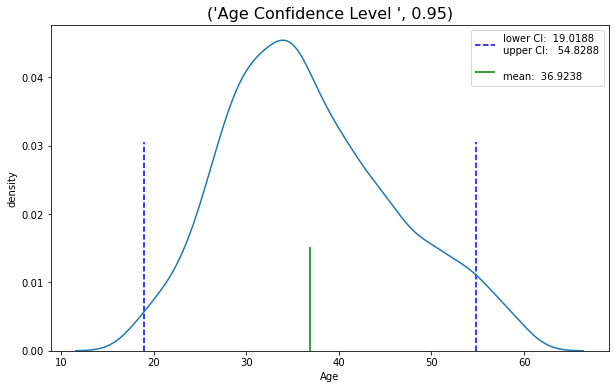 ('Age Confidence Level ', 0.95)
lower CI:  19.0188
upper CI:   54.8288
mean:  36.9238
0.04
0.03
0.02
0.01
0.00
density
10 20 30 40 50 60
Age